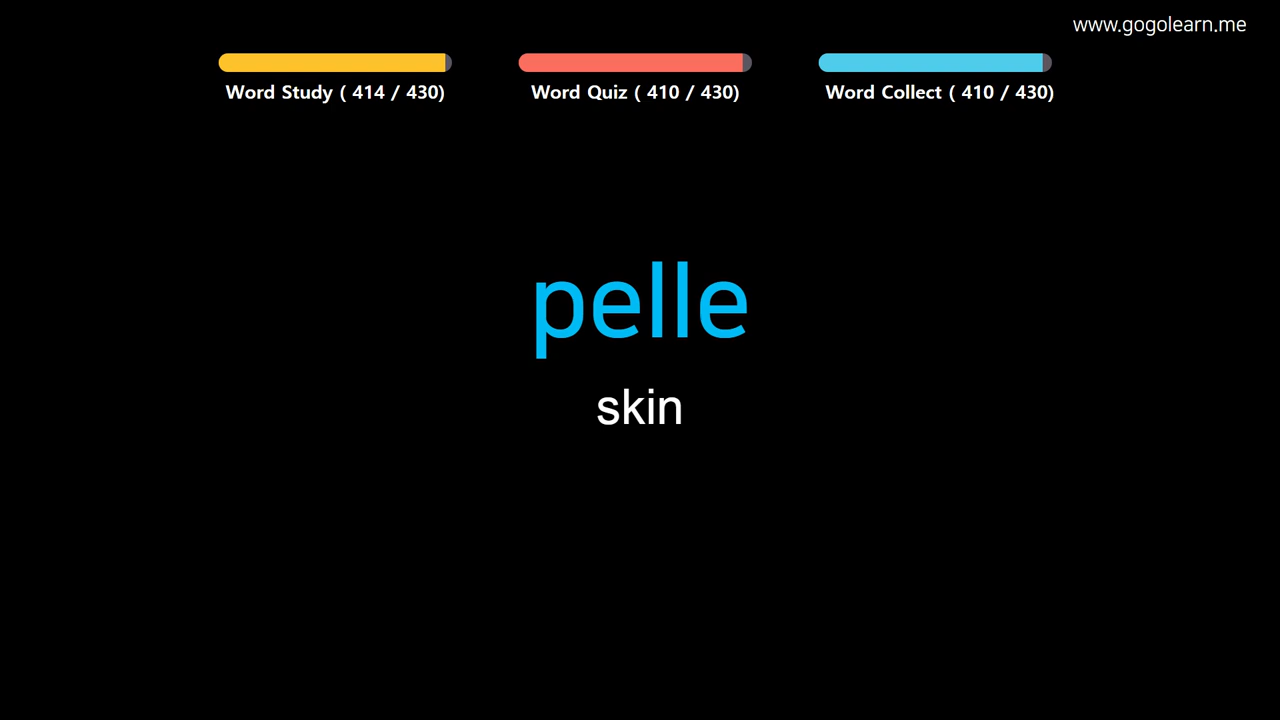 www.gogolearn.me
Word Study ( 414 / 430)
Word Quiz ( 410 / 430)
Word Collect ( 410 / 430)
pelle
skin